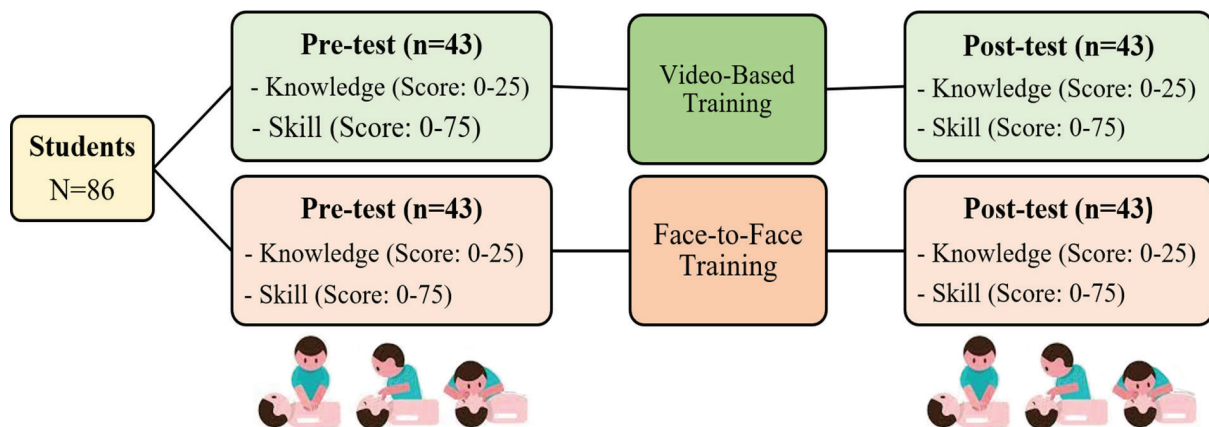 Students
N=86
Pre-test (n=43)
- Knowledge (Score: 0-25)
- Skill (Score: 0-75)
Video-Based
Training
Post-test (n=43)
- Knowledge (Score: 0-25)
- Skill (Score: 0-75)
Pre-test (n=43)
- Knowledge (Score: 0-25)
- Skill (Score: 0-75)
Face-to-Face
Training
Post-test (n=43)
- Knowledge (Score: 0-25)
- Skill (Score: 0-75)